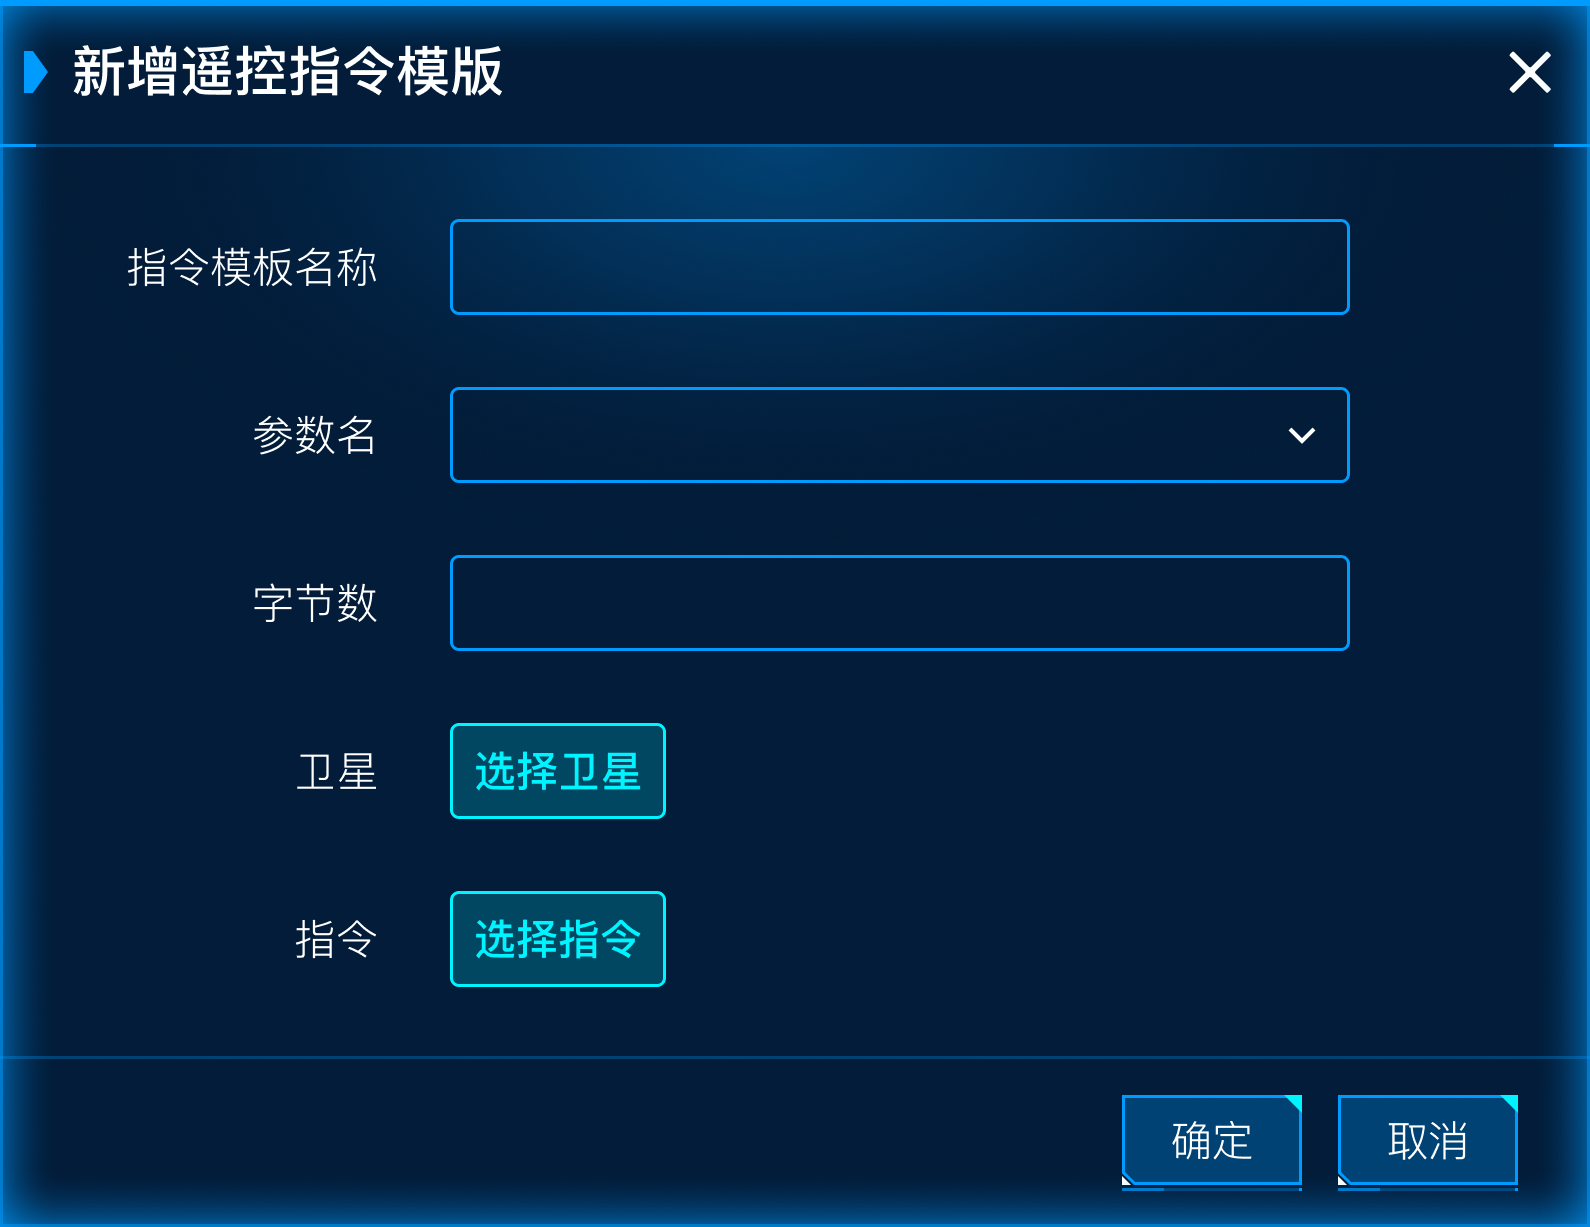 新增遥控指令模版
指令模板名称
参数名
字节数
卫星
选择卫星
指令
选择指令
确定
取消